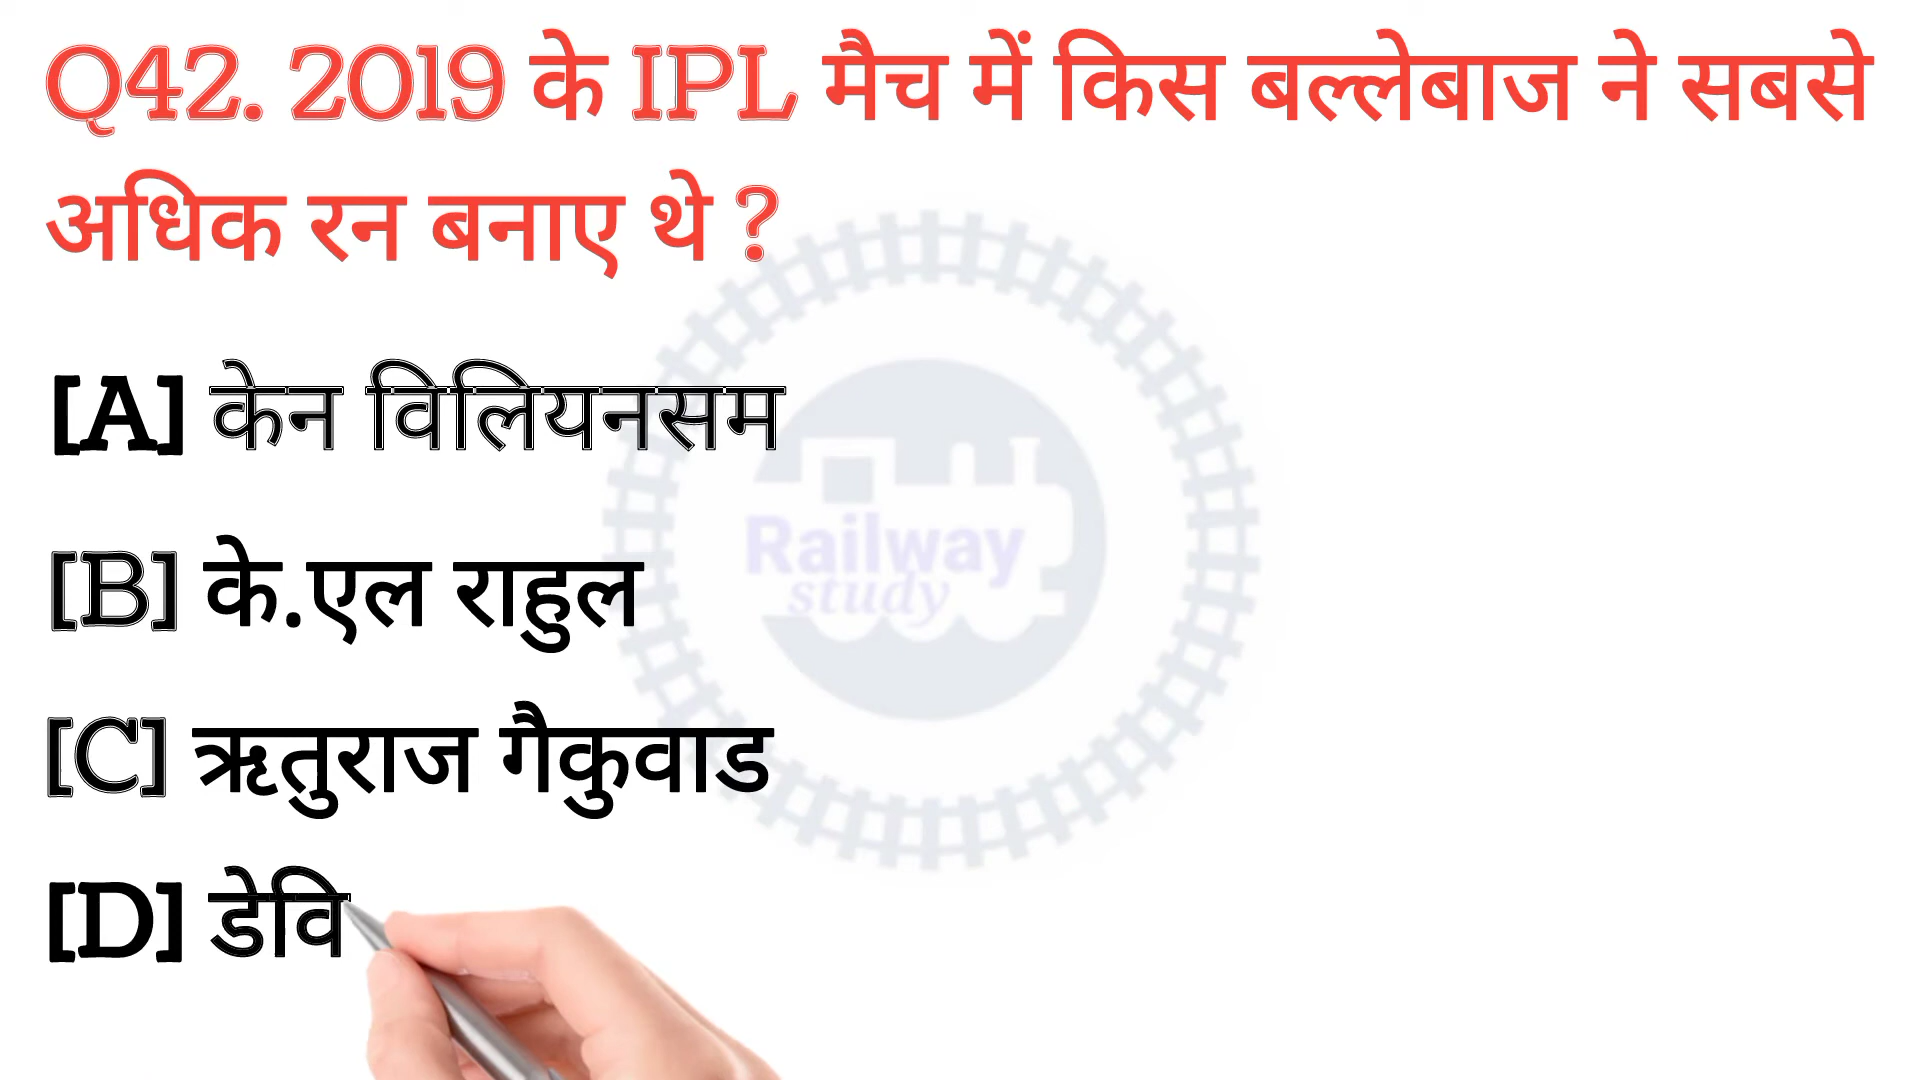 Q42. 2019 के IPL मैच में किस बल्लेबाज ने सबसे
अधिक रन बनाए थे ?
[A] केन विलियनसम
[B] के.एल राहुल
[C] ऋतुराज गैकुवाड
[D] डेवि
Railway
study